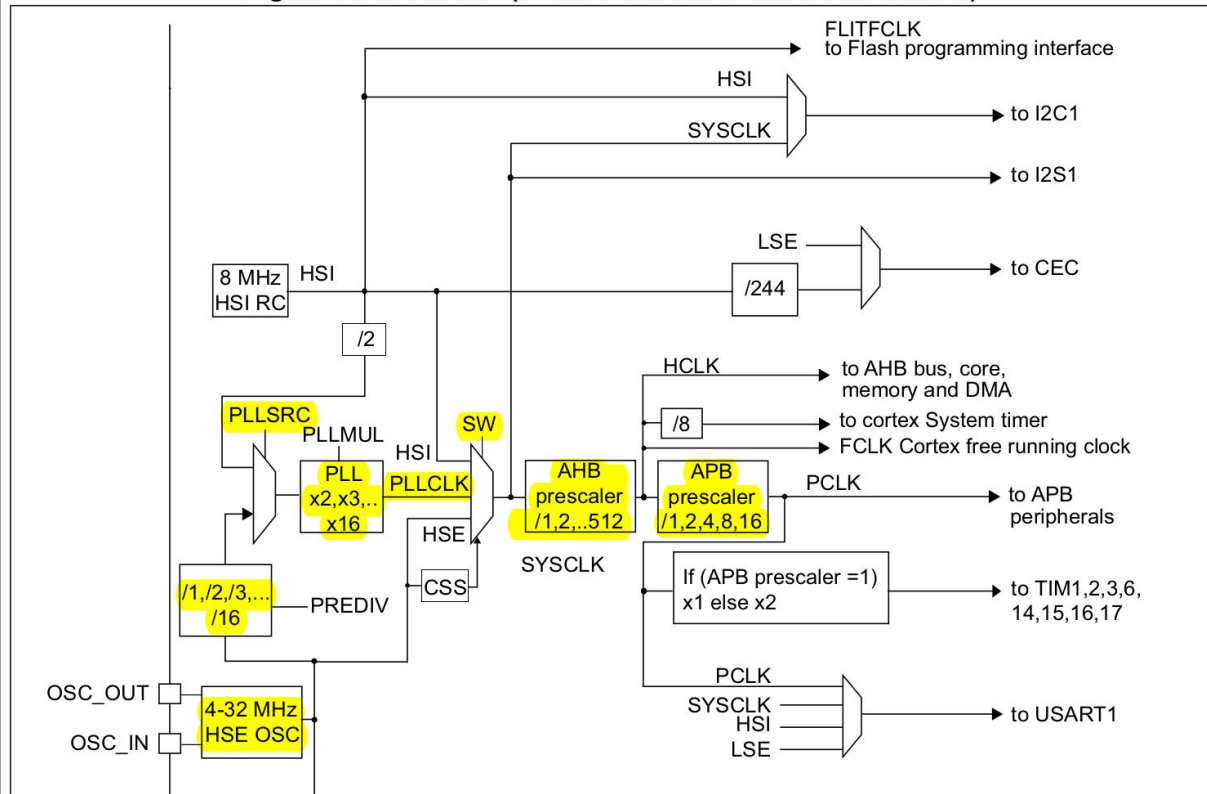 FLITFCLK
to Flash programming interface
HSI
to I2C1
SYSCLK
to I2S1
LSE
to CEC
/244
8 MHz
HSI RC
HSI
/2
HCLK
to AHB bus, core,
memory and DMA
/8
to cortex System timer
FCLK Cortex free running clock
PLLSRC
PLLMUL
SW
HSI
PLL
x2,x3,..
x16
PLLCLK
AHB
prescaler
/1,2,..512
APB
prescaler
/1,2,4,8,16
PCLK
to APB
peripherals
HSE
SYSCLK
CSS
/1,/2,/3,...
/16
PREDIV
If (APB prescaler =1)
x1 else x2
to TIM1,2,3,6,
14,15,16,17
OSC_OUT
OSC_IN
4-32 MHz
HSE OSC
PCLK
SYSCLK
HSI
LSE
to USART1